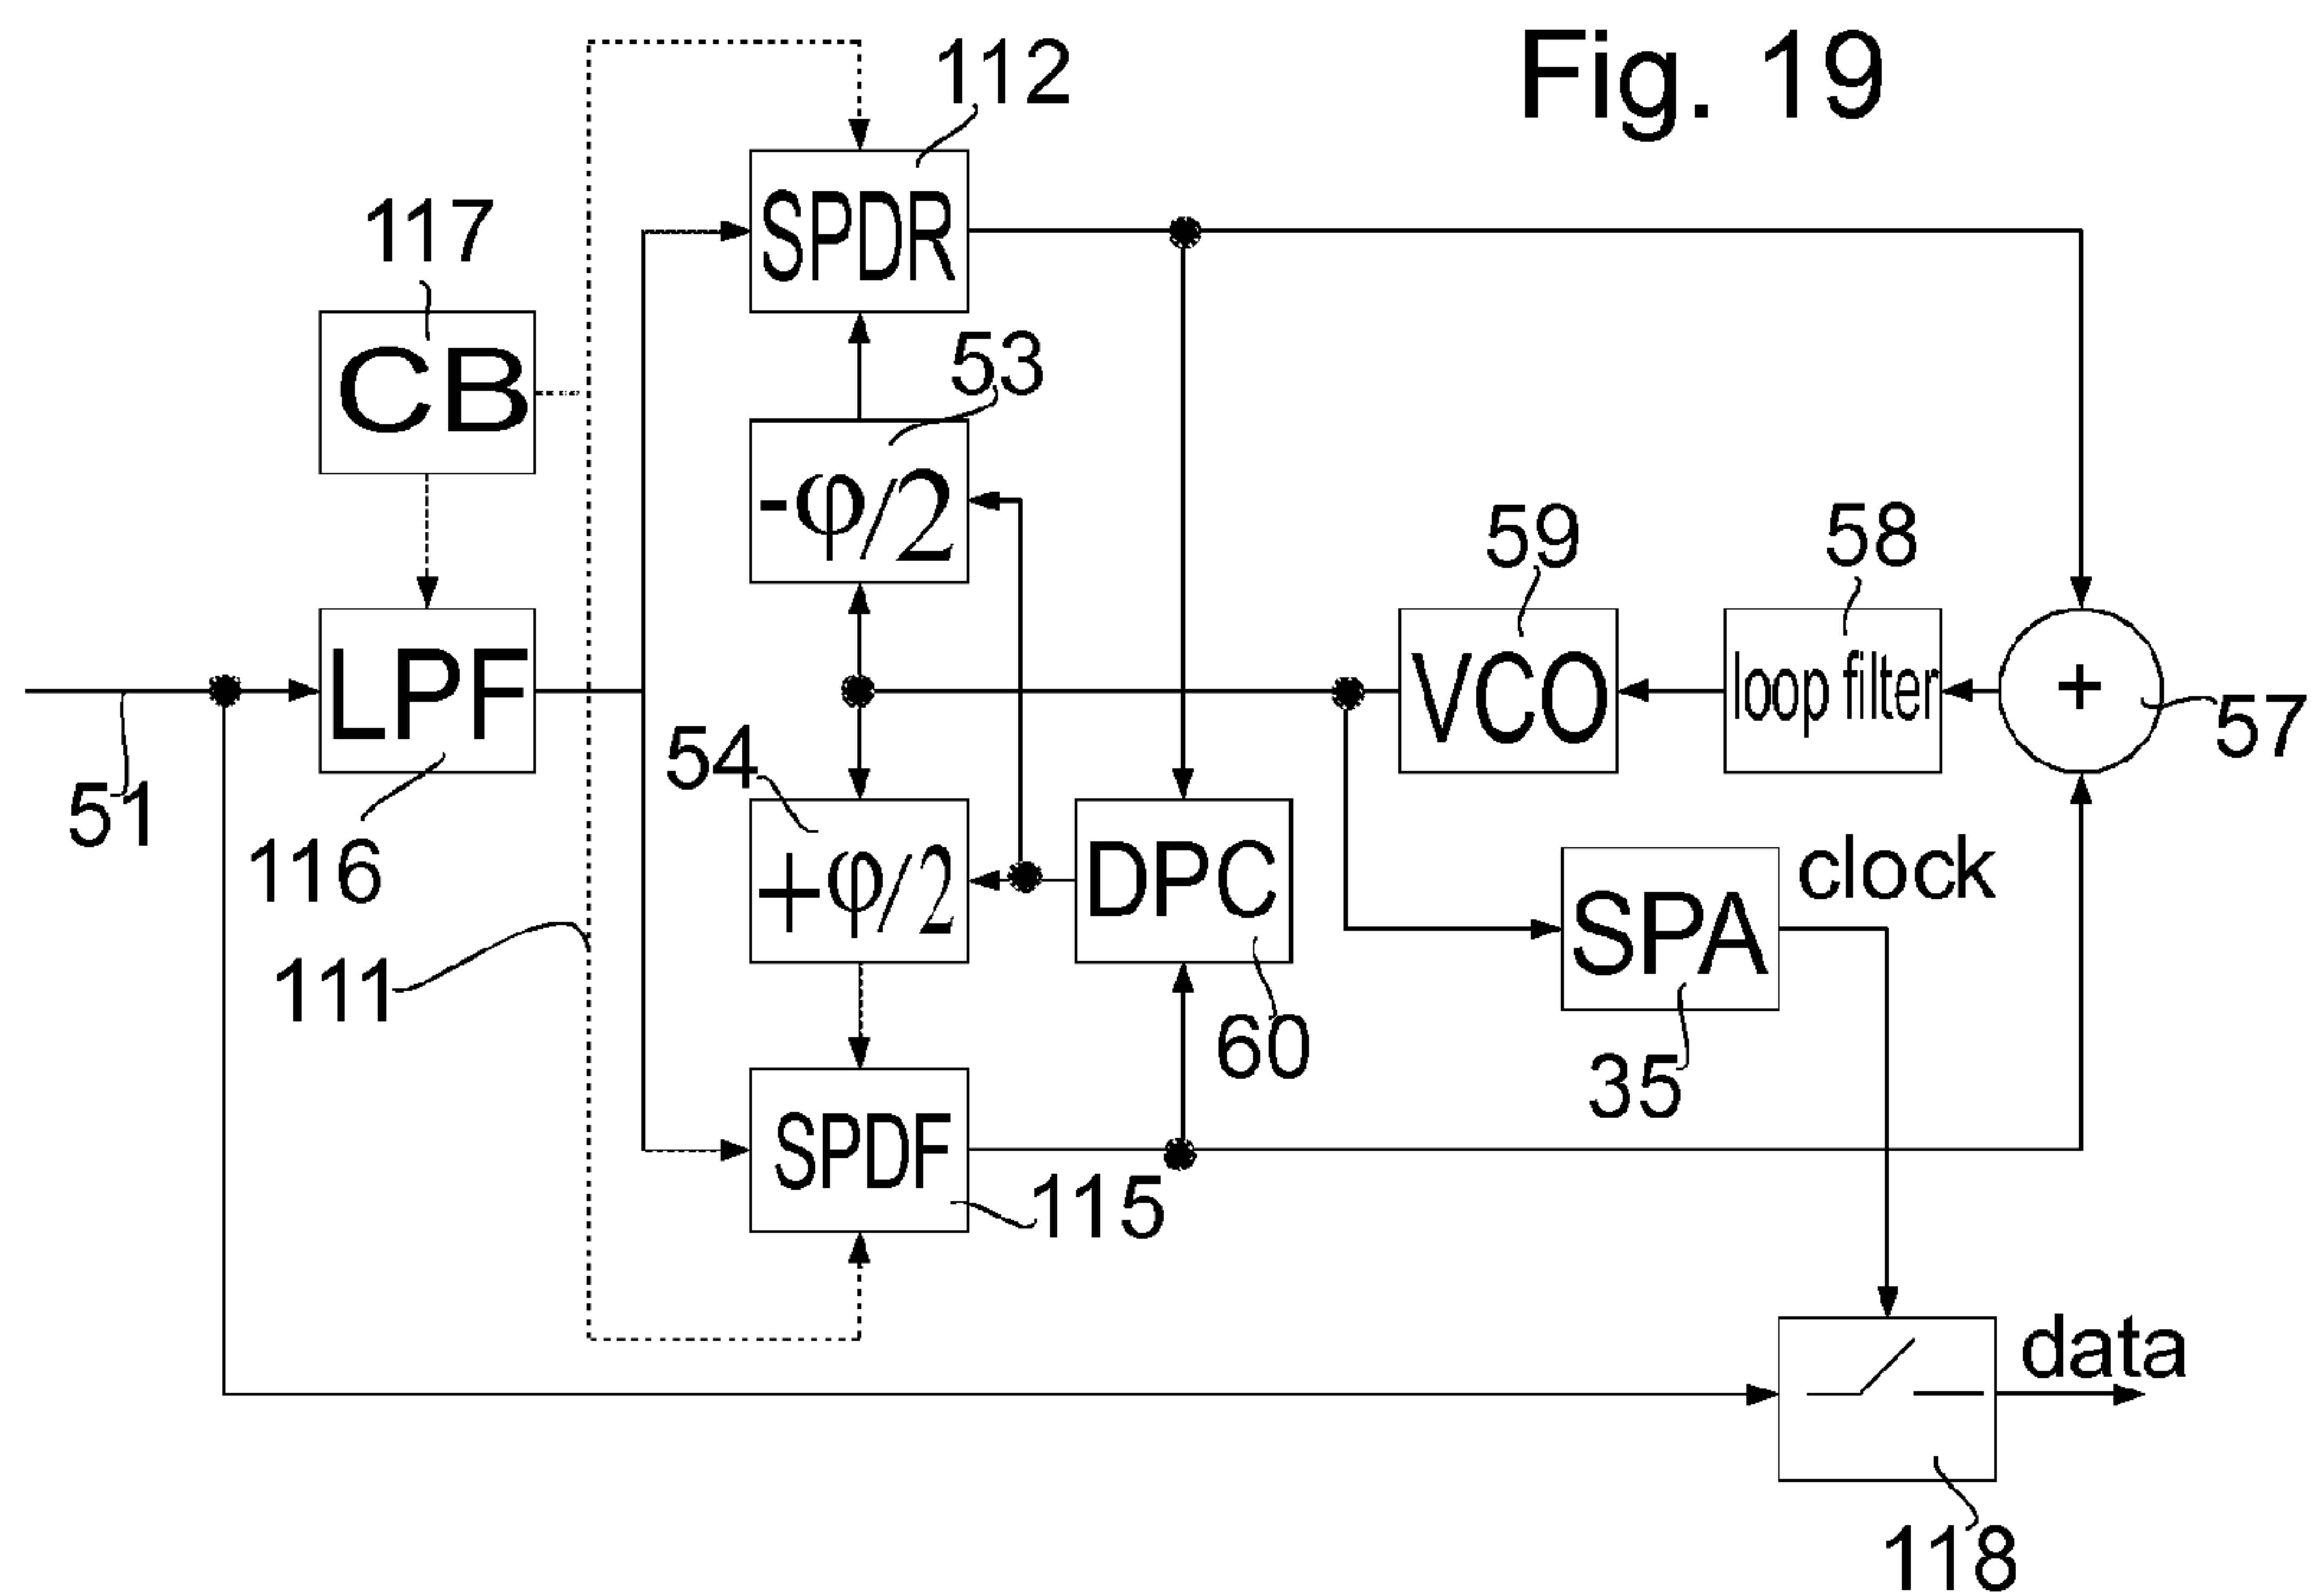 Fig. 19
112
SPDR
117
CB
53
-φ/2
59
58
LPF
VCO
loop filter
+
57
51
116
54
+φ/2
DPC
clock
SPA
111
60
35
SPDF
115
data
118